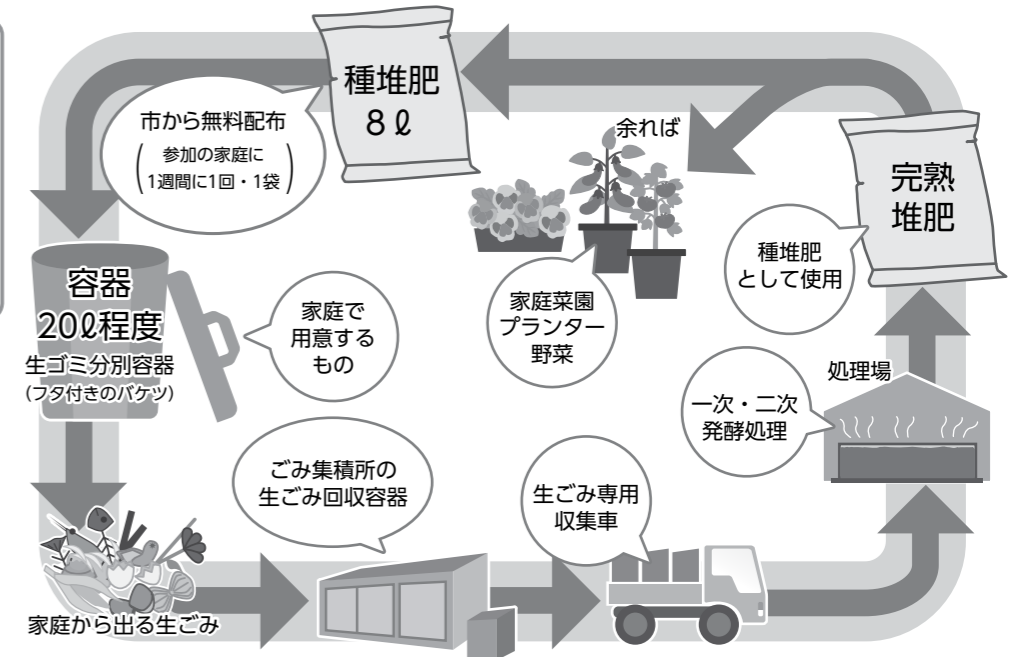 種堆肥
8ℓ
市から無料配布
(参加の家庭に
1週間に1回・1袋)
容器
20ℓ程度
生ゴミ分別容器
(フタ付きのバケツ)
家庭で
用意する
もの
家庭から出る生ごみ
ごみ集積所の
生ごみ回収容器
生ごみ専用
収集車
処理場
一次・二次
発酵処理
完熟
堆肥
種堆肥
として使用
余れば
家庭菜園
プランター
野菜